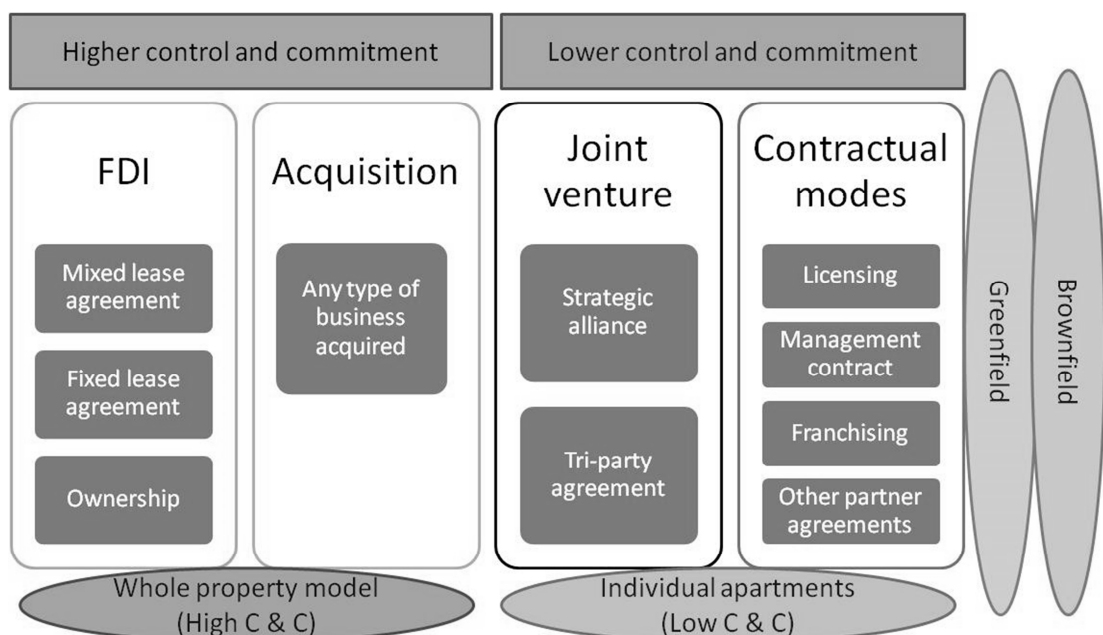 Higher control and commitment
Lower control and commitment
FDI
Mixed lease
agreement
Fixed lease
agreement
Ownership
Acquisition
Any type of
business
acquired
Joint
venture
Strategic
alliance
Tri-party
agreement
Contractual
modes
Licensing
Management
contract
Franchising
Other partner
agreements
Greenfield
Brownfield
Whole property model
(High C & C)
Individual apartments
(Low C & C)